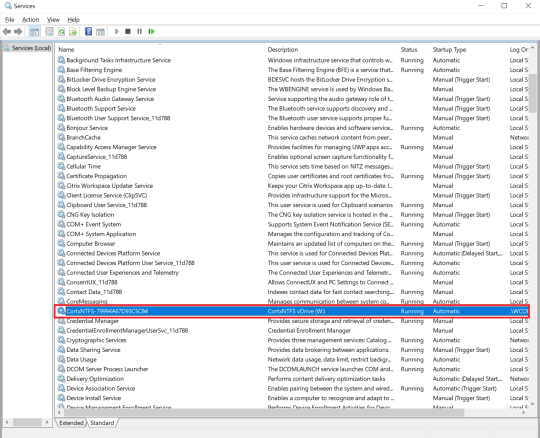 Services
File Action View Help
Services (Local)
Name Description Status Startup Type Log O
Background Tasks Infrastructure Service Windows infrastructure service that controls w... Running Automatic Local S
Base Filtering Engine The Base Filtering Engine (BFE) is a service that... Running Automatic Local S
BitLocker Drive Encryption Service BDESVC hosts the BitLocker Drive Encryption se... Running Manual (Trigger Start) Local S
Block Level Backup Engine Service The WBENGINE service is used by Windows Ba... Manual Local S
Bluetooth Audio Gateway Service Service supporting the audio gateway role of t... Manual (Trigger Start) Local S
Bluetooth Support Service The Bluetooth service supports discovery and ... Manual (Trigger Start) Local S
Bluetooth User Support Service_11d788 The Bluetooth user service supports proper fu... Manual (Trigger Start) Local S
Bonjour Service Enables hardware devices and software service... Running Automatic Local S
BranchCache This service caches network content from peer... Manual Netwo
Capability Access Manager Service Provides facilities for managing UWP apps acc... Running Manual Local S
CaptureService_11d788 Enables optional screen capture functionality f... Manual Local S
Cellular Time This service sets time based on NITZ messages... Manual (Trigger Start) Local S
Certificate Propagation Copies user certificates and root certificates fro... Running Manual (Trigger Start) Local S
Citrix Workspace Updater Service Keeps your Citrix Workspace app up-to-date. I... Manual Local S
Client License Service (ClipSVC) Provides infrastructure support for the Micros... Manual (Trigger Start) Local S
Clipboard User Service_11d788 This user service is used for Clipboard scenarios Running Manual Local S
CNG Key Isolation The CNG key isolation service is hosted in the ... Running Manual (Trigger Start) Local S
COM+ Event System Supports System Event Notification Service (SE... Running Automatic Local S
COM+ System Application Manages the configuration and tracking of Co... Manual Local S
Computer Browser Maintains an updated list of computers on the... Running Manual (Trigger Start) Local S
Connected Devices Platform Service This service is used for Connected Devices Plat... Running Automatic (Delayed Start... Local S
Connected Devices Platform User Service_11d788 This user service is used for Connected Devices... Running Automatic Local S
Connected User Experiences and Telemetry The Connected User Experiences and Telemetr... Running Automatic Local S
ConsentUX_11d788 Allows ConnectUX and PC Settings to Connect ... Manual Local S
Contact Data_11d788 Indexes contact data for fast contact searching... Running Manual Local S
CoreMessaging Manages communication between system co... Running Automatic Local S
CortxNTFS-79994A67D93C5C84 CortxNTFS vDrive (W:) Running Automatic .\WCO
Credential Manager Provides secure storage and retrieval of creden... Running Manual Local S
CredentialEnrollmentManagerUserSvc_11d788 Credential Enrollment Manager Manual Local S
Cryptographic Services Provides three management services: Catalog ... Running Automatic Netwo
Data Sharing Service Provides data brokering between applications. Running Manual (Trigger Start) Local S
Data Usage Network data usage, data limit, restrict backgro... Running Automatic Local S
DCOM Server Process Launcher The DCOMLAUNCH service launches COM and... Running Automatic Local S
Delivery Optimization Performs content delivery optimization tasks Automatic (Delayed Start,... Netwo
Device Association Service Enables pairing between the system and wired... Running Automatic (Trigger Start) Local S
Device Install Service Enables a computer to recognize and adapt to ... Manual (Trigger Start) Local S
Device Management Enrollment Service Performs Device Enrollment Activities for Devic... Manual Local S
Extended Standard